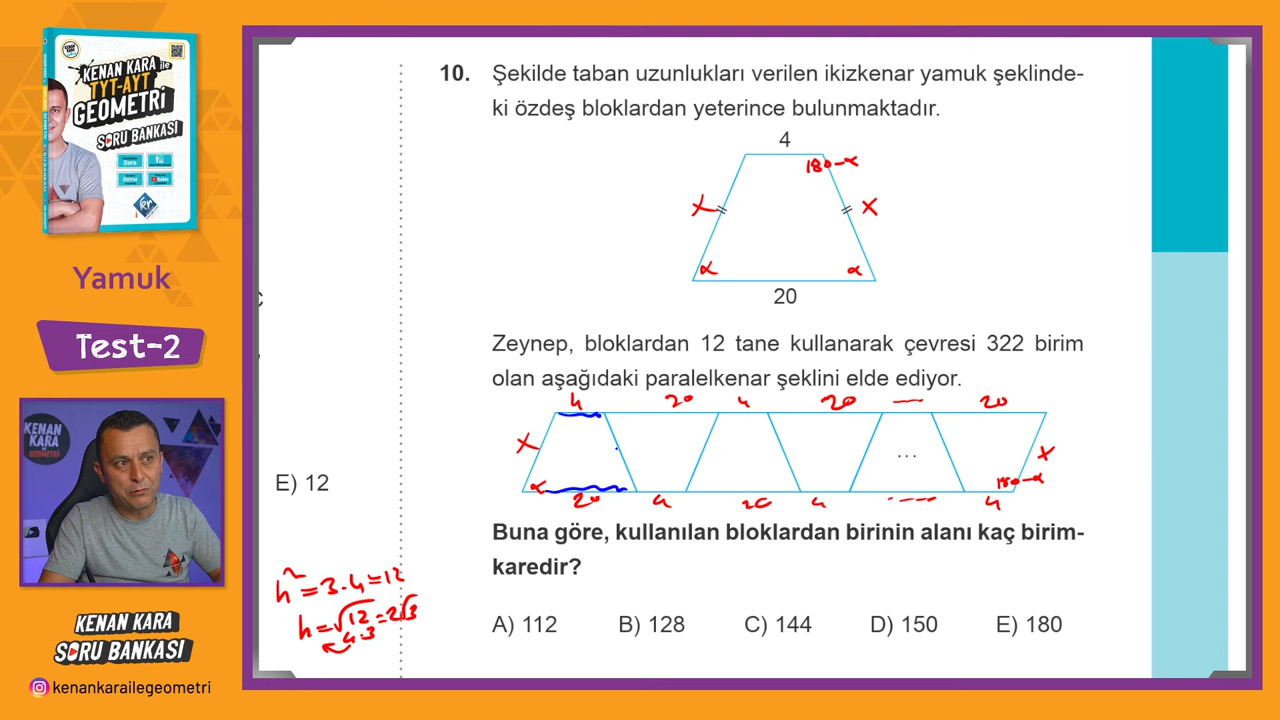 KENAN KARA ile
TYT-AYT
GEOMETRİ
SORU BANKASI
Yamuk
Test-2
KENAN KARA
SORU BANKASI
kenankarailegeometri
E) 12
h² = 3.4 = 12
h = √12 = 2√3
4.3
10. Şekilde taban uzunlukları verilen ikizkenar yamuk şeklinde-
ki özdeş bloklardan yeterince bulunmaktadır.
4
180-α
X X
α α
20
Zeynep, bloklardan 12 tane kullanarak çevresi 322 birim
olan aşağıdaki paralelkenar şeklini elde ediyor.
4 20 4 20 — 20
X X
...
α 180-α
20 4 20 4 ---- 4
Buna göre, kullanılan bloklardan birinin alanı kaç birim-
karedir?
A) 112 B) 128 C) 144 D) 150 E) 180